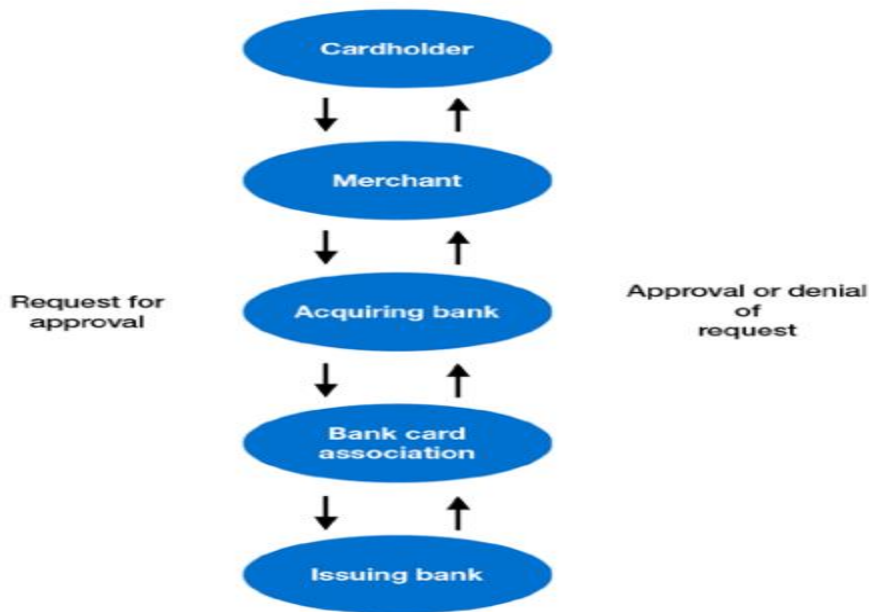 Cardholder
Merchant
Request for
approval
Acquiring bank
Approval or denial
of
request
Bank card
association
Issuing bank